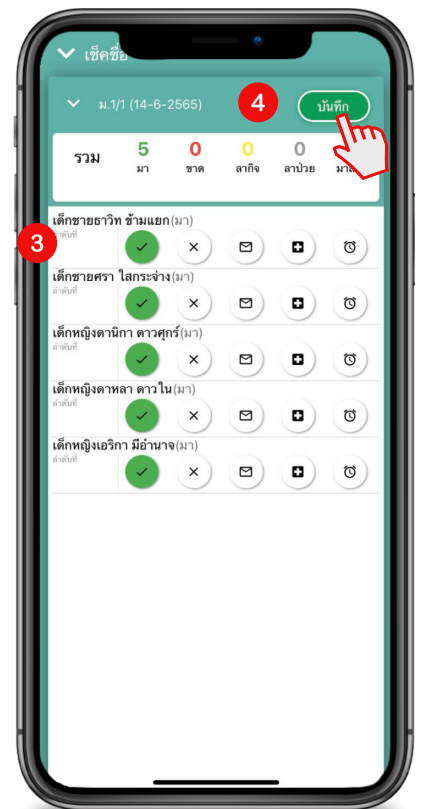 เช็คชื่อ
ม.1/1 (14-6-2565)
4
บันทึก
รวม
5 0 0 0
มา ขาด ลากิจ ลาป่วย
3
เด็กชายธาวิท ข้ามแยก(มา)
ลำดับที่
เด็กชายศรา ใสกระจ่าง(มา)
ลำดับที่
เด็กหญิงดานิกา ดาวศุกร์(มา)
ลำดับที่
เด็กหญิงดาหลา ดาวใน(มา)
ลำดับที่
เด็กหญิงเอริกา มีอำนาจ(มา)
ลำดับที่